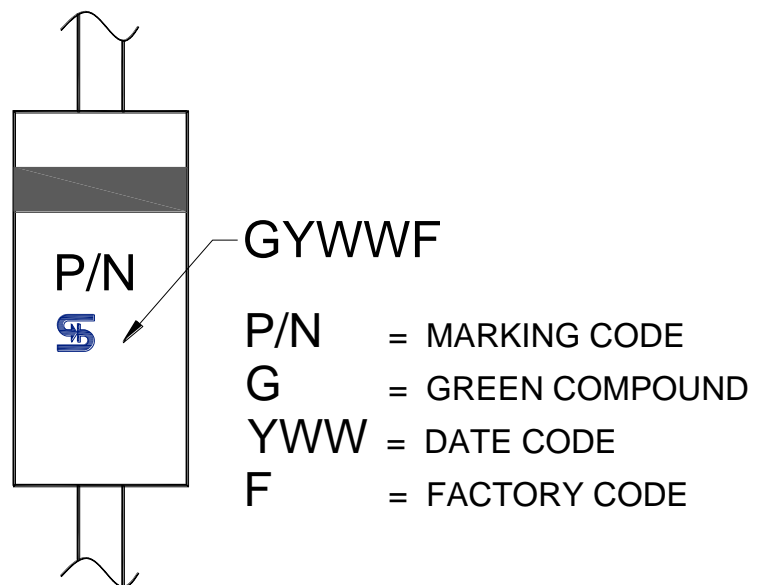 GYWWF
P/N
P/N = MARKING CODE
G = GREEN COMPOUND
YWW = DATE CODE
F = FACTORY CODE